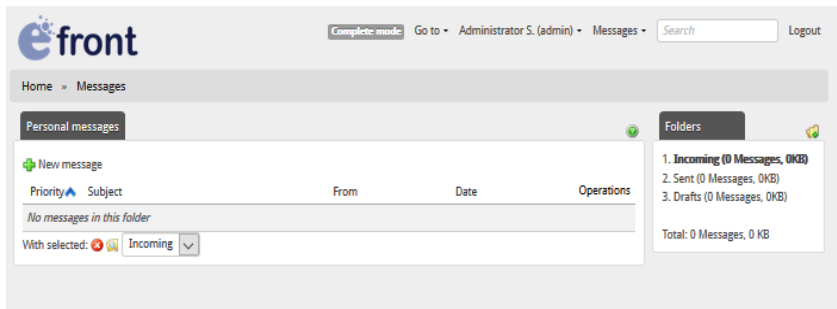 efront
Complete mode Go to Administrator S. (admin) Messages Search Logout
Home » Messages
Personal messages
New message
Priority Subject From Date Operations
No messages in this folder
With selected: Incoming
Folders
1. Incoming (0 Messages, 0KB)
2. Sent (0 Messages, 0KB)
3. Drafts (0 Messages, 0KB)
Total: 0 Messages, 0 KB